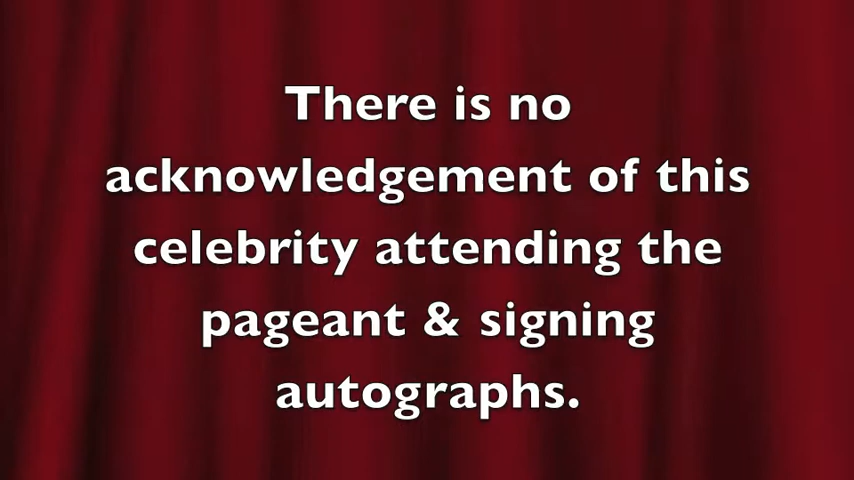 There is no
acknowledgement of this
celebrity attending the
pageant & signing
autographs.